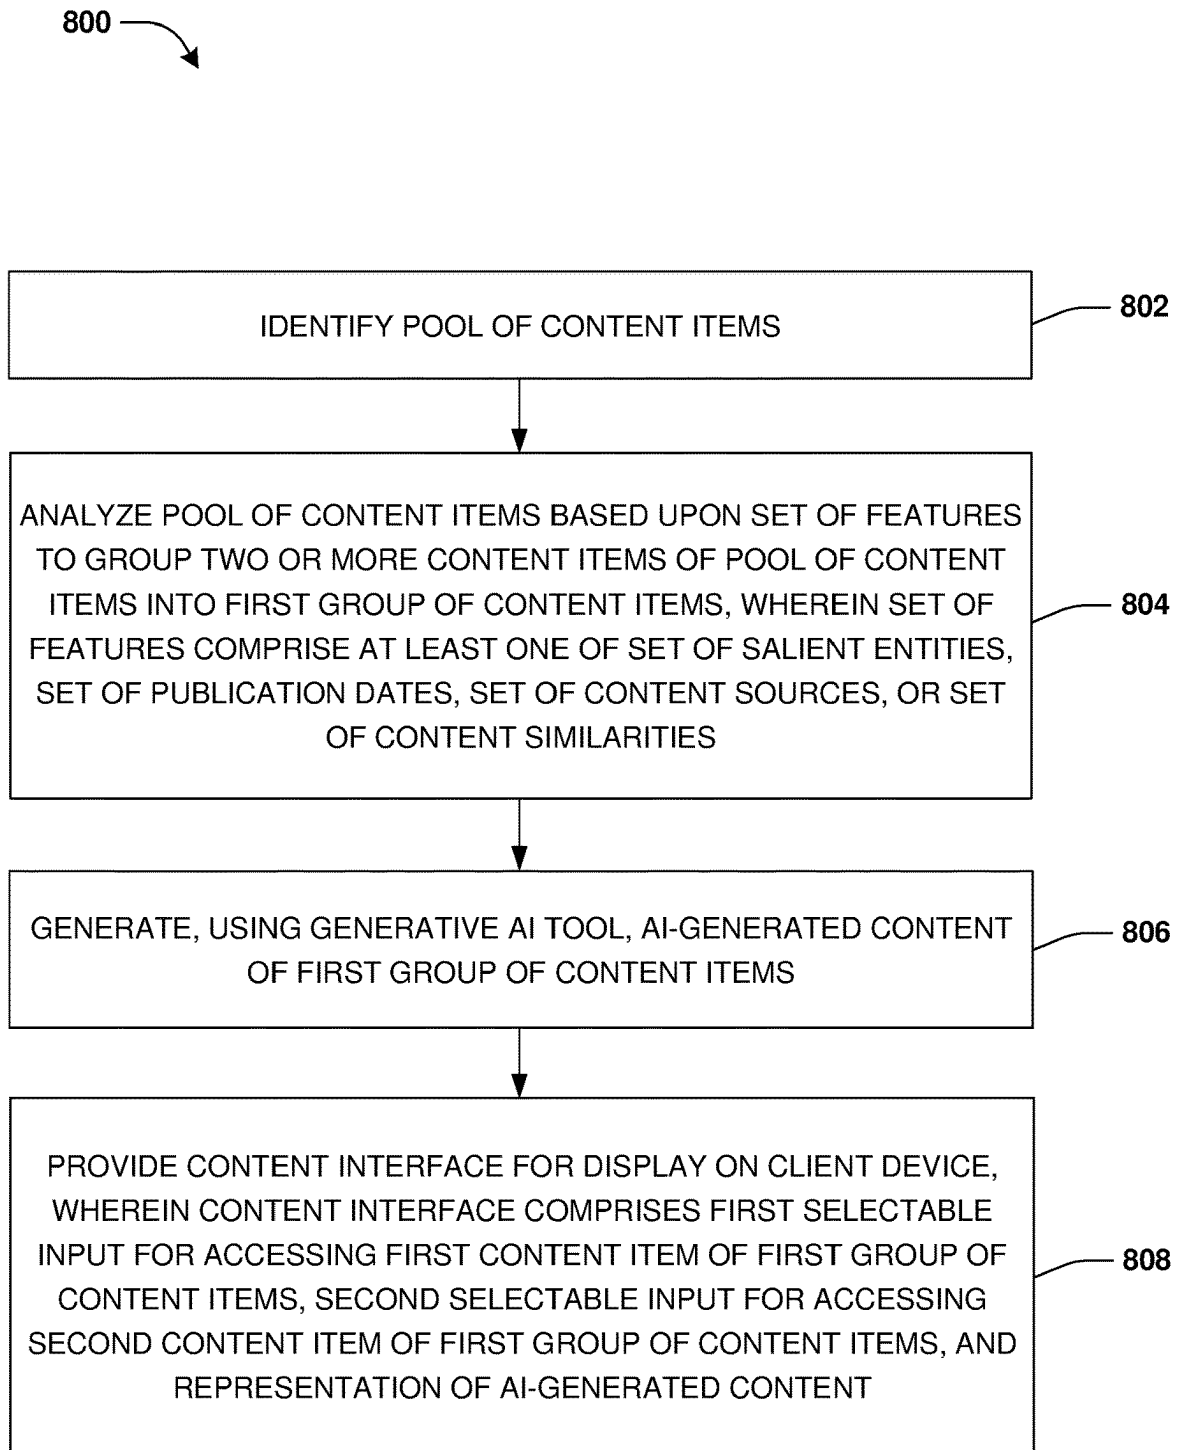 800
IDENTIFY POOL OF CONTENT ITEMS
802
ANALYZE POOL OF CONTENT ITEMS BASED UPON SET OF FEATURES
TO GROUP TWO OR MORE CONTENT ITEMS OF POOL OF CONTENT
ITEMS INTO FIRST GROUP OF CONTENT ITEMS, WHEREIN SET OF
FEATURES COMPRISE AT LEAST ONE OF SET OF SALIENT ENTITIES,
SET OF PUBLICATION DATES, SET OF CONTENT SOURCES, OR SET
OF CONTENT SIMILARITIES
804
GENERATE, USING GENERATIVE AI TOOL, AI-GENERATED CONTENT
OF FIRST GROUP OF CONTENT ITEMS
806
PROVIDE CONTENT INTERFACE FOR DISPLAY ON CLIENT DEVICE,
WHEREIN CONTENT INTERFACE COMPRISES FIRST SELECTABLE
INPUT FOR ACCESSING FIRST CONTENT ITEM OF FIRST GROUP OF
CONTENT ITEMS, SECOND SELECTABLE INPUT FOR ACCESSING
SECOND CONTENT ITEM OF FIRST GROUP OF CONTENT ITEMS, AND
REPRESENTATION OF AI-GENERATED CONTENT
808